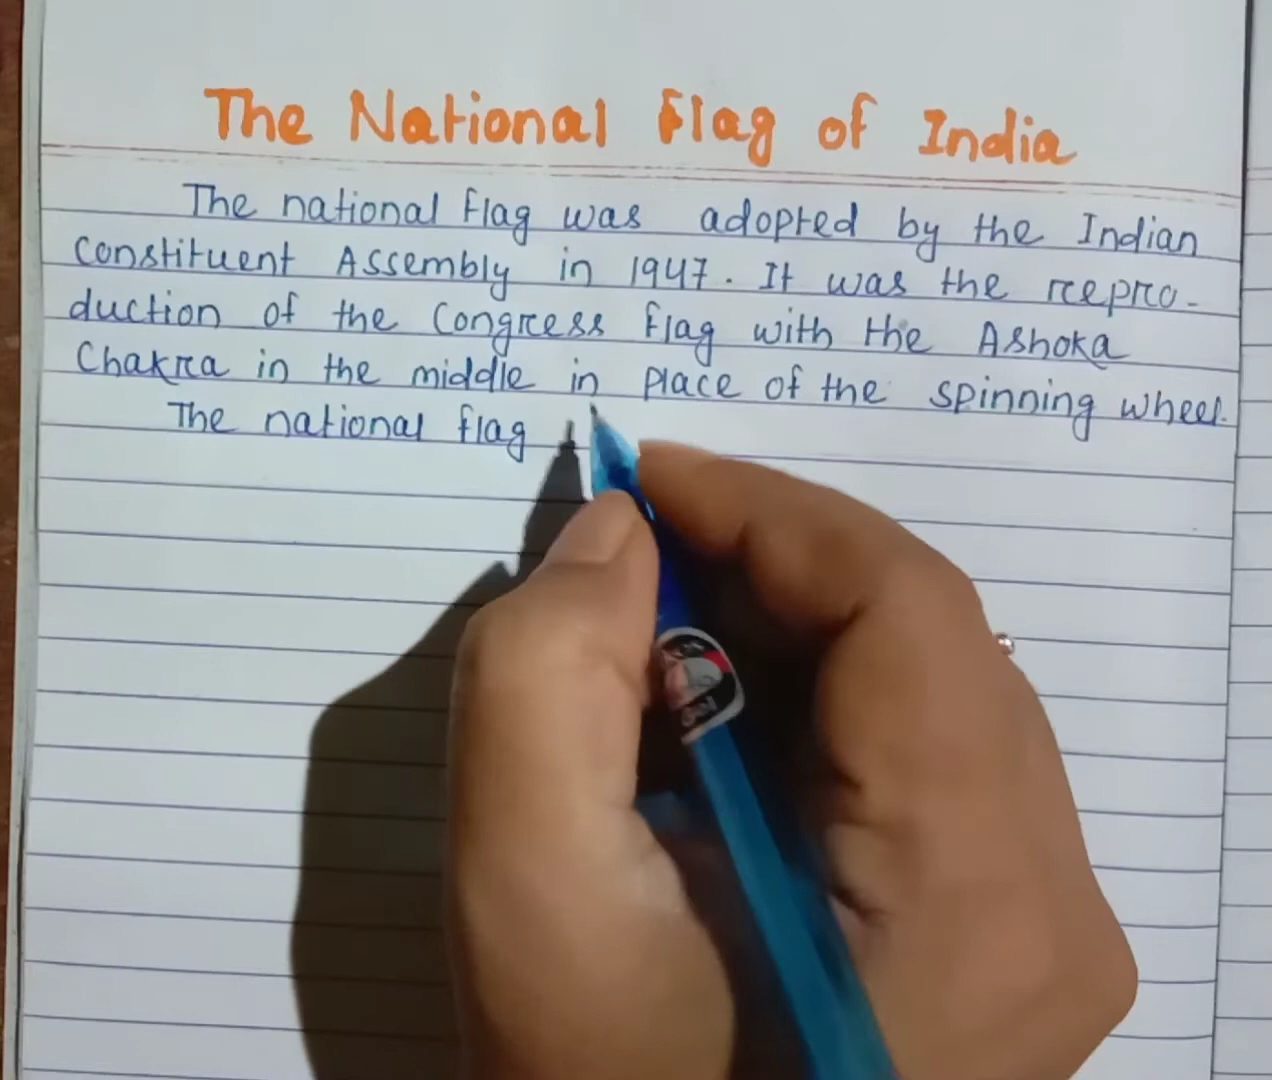 The National Flag of India
The national flag was adopted by the Indian
Constituent Assembly in 1947. It was the repro-
duction of the Congress flag with the Ashoka
Chakra in the middle in place of the spinning wheel.
The national flag